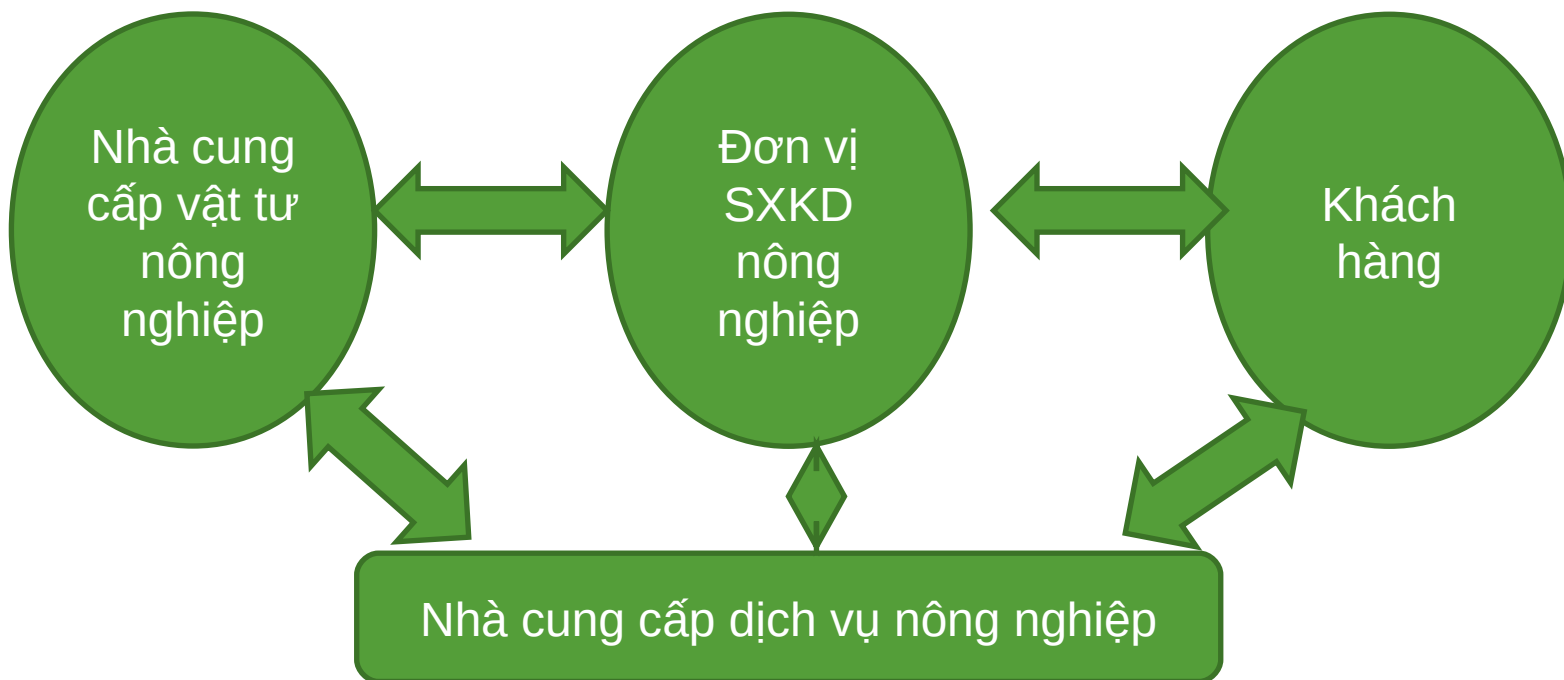 Nhà cung
cấp vật tư
nông
nghiệp
Đơn vị
SXKD
nông
nghiệp
Khách
hàng
Nhà cung cấp dịch vụ nông nghiệp